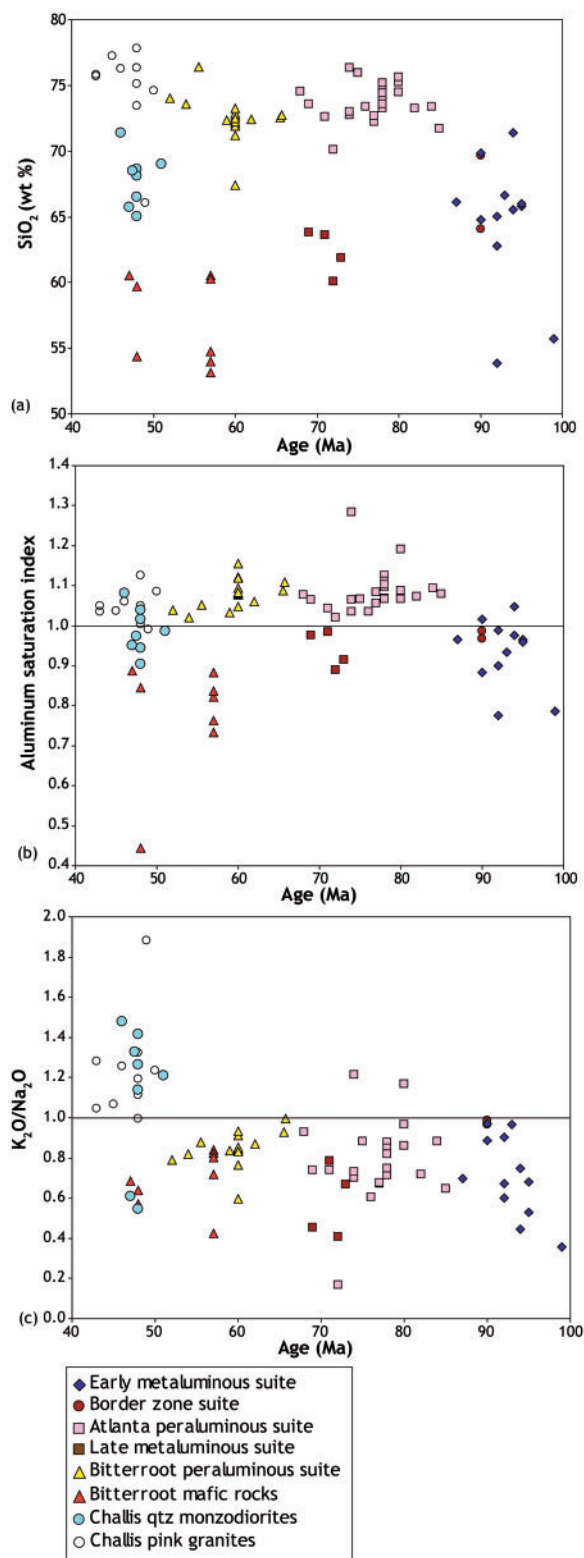 80
75
70
65
60
55
50
SiO₂ (wt %)
40 50 60 70 80 90 100
(a)
Age (Ma)
1.4
1.3
1.2
1.1
1.0
0.9
0.8
0.7
0.6
0.5
0.4
Aluminum saturation index
40 50 60 70 80 90 100
(b)
Age (Ma)
2.0
1.8
1.6
1.4
1.2
1.0
0.8
0.6
0.4
0.2
0.0
K₂O/Na₂O
(c)
40 50 60 70 80 90 100
Age (Ma)
Early metaluminous suite
Border zone suite
Atlanta peraluminous suite
Late metaluminous suite
Bitterroot peraluminous suite
Bitterroot mafic rocks
Challis qtz monzodiorites
Challis pink granites